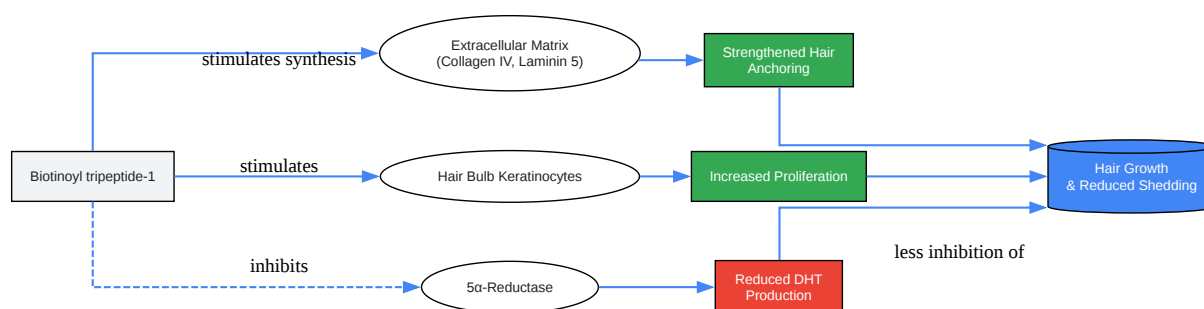 stimulates synthesis
Extracellular Matrix
(Collagen IV, Laminin 5)
Strengthened Hair
Anchoring
Biotinoyl tripeptide-1
stimulates
Hair Bulb Keratinocytes
Increased Proliferation
Hair Growth
& Reduced Shedding
inhibits
5α-Reductase
Reduced DHT
Production
less inhibition of